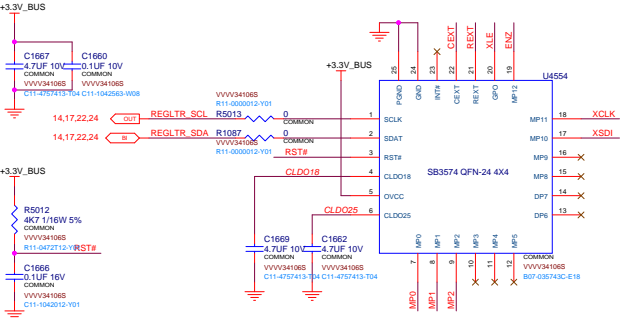 +3.3V_BUS
C1667
4.7UF 10V
COMMON
VVVV34106S
C11-4757413-T04
C1660
0.1UF 10V
COMMON
VVVV34106S
C11-1042563-W08
+3.3V_BUS
R5012
4K7 1/16W 5%
COMMON
VVVV34106S
R11-0472T12-Y01
RST#
C1666
0.1UF 16V
COMMON
VVVV34106S
C11-1042012-Y01
+3.3V_BUS
VVVV34106S
R11-0000012-Y01
14,17,22,24
OUT
REGLTR_SCL
R5013
0
COMMON
14,17,22,24
BI
REGLTR_SDA
R1087
0
COMMON
VVVV34106S
R11-0000012-Y01
RST#
CLDO18
CLDO25
C1669
4.7UF 10V
COMMON
VVVV34106S
C11-4757413-T04
C1662
4.7UF 10V
COMMON
VVVV34106S
C11-4757413-T04
CEXT
REXT
XLE
ENZ
25
24
23
22
21
20
19
U4554
PGND
GND
INT#
CEXT
REXT
GPO
MP12
1
SCLK
2
SDAT
3
RST#
4
CLDO18
5
OVCC
6
CLDO25
SB3574 QFN-24 4X4
MP11
18
XCLK
MP10
17
XSDI
MP9
16
MP8
15
DP7
14
DP6
13
MP0
MP1
MP2
MP3
MP4
MP5
7
8
9
10
11
12
MP0
MP1
MP2
COMMON
VVVV34106S
B07-035743C-E18